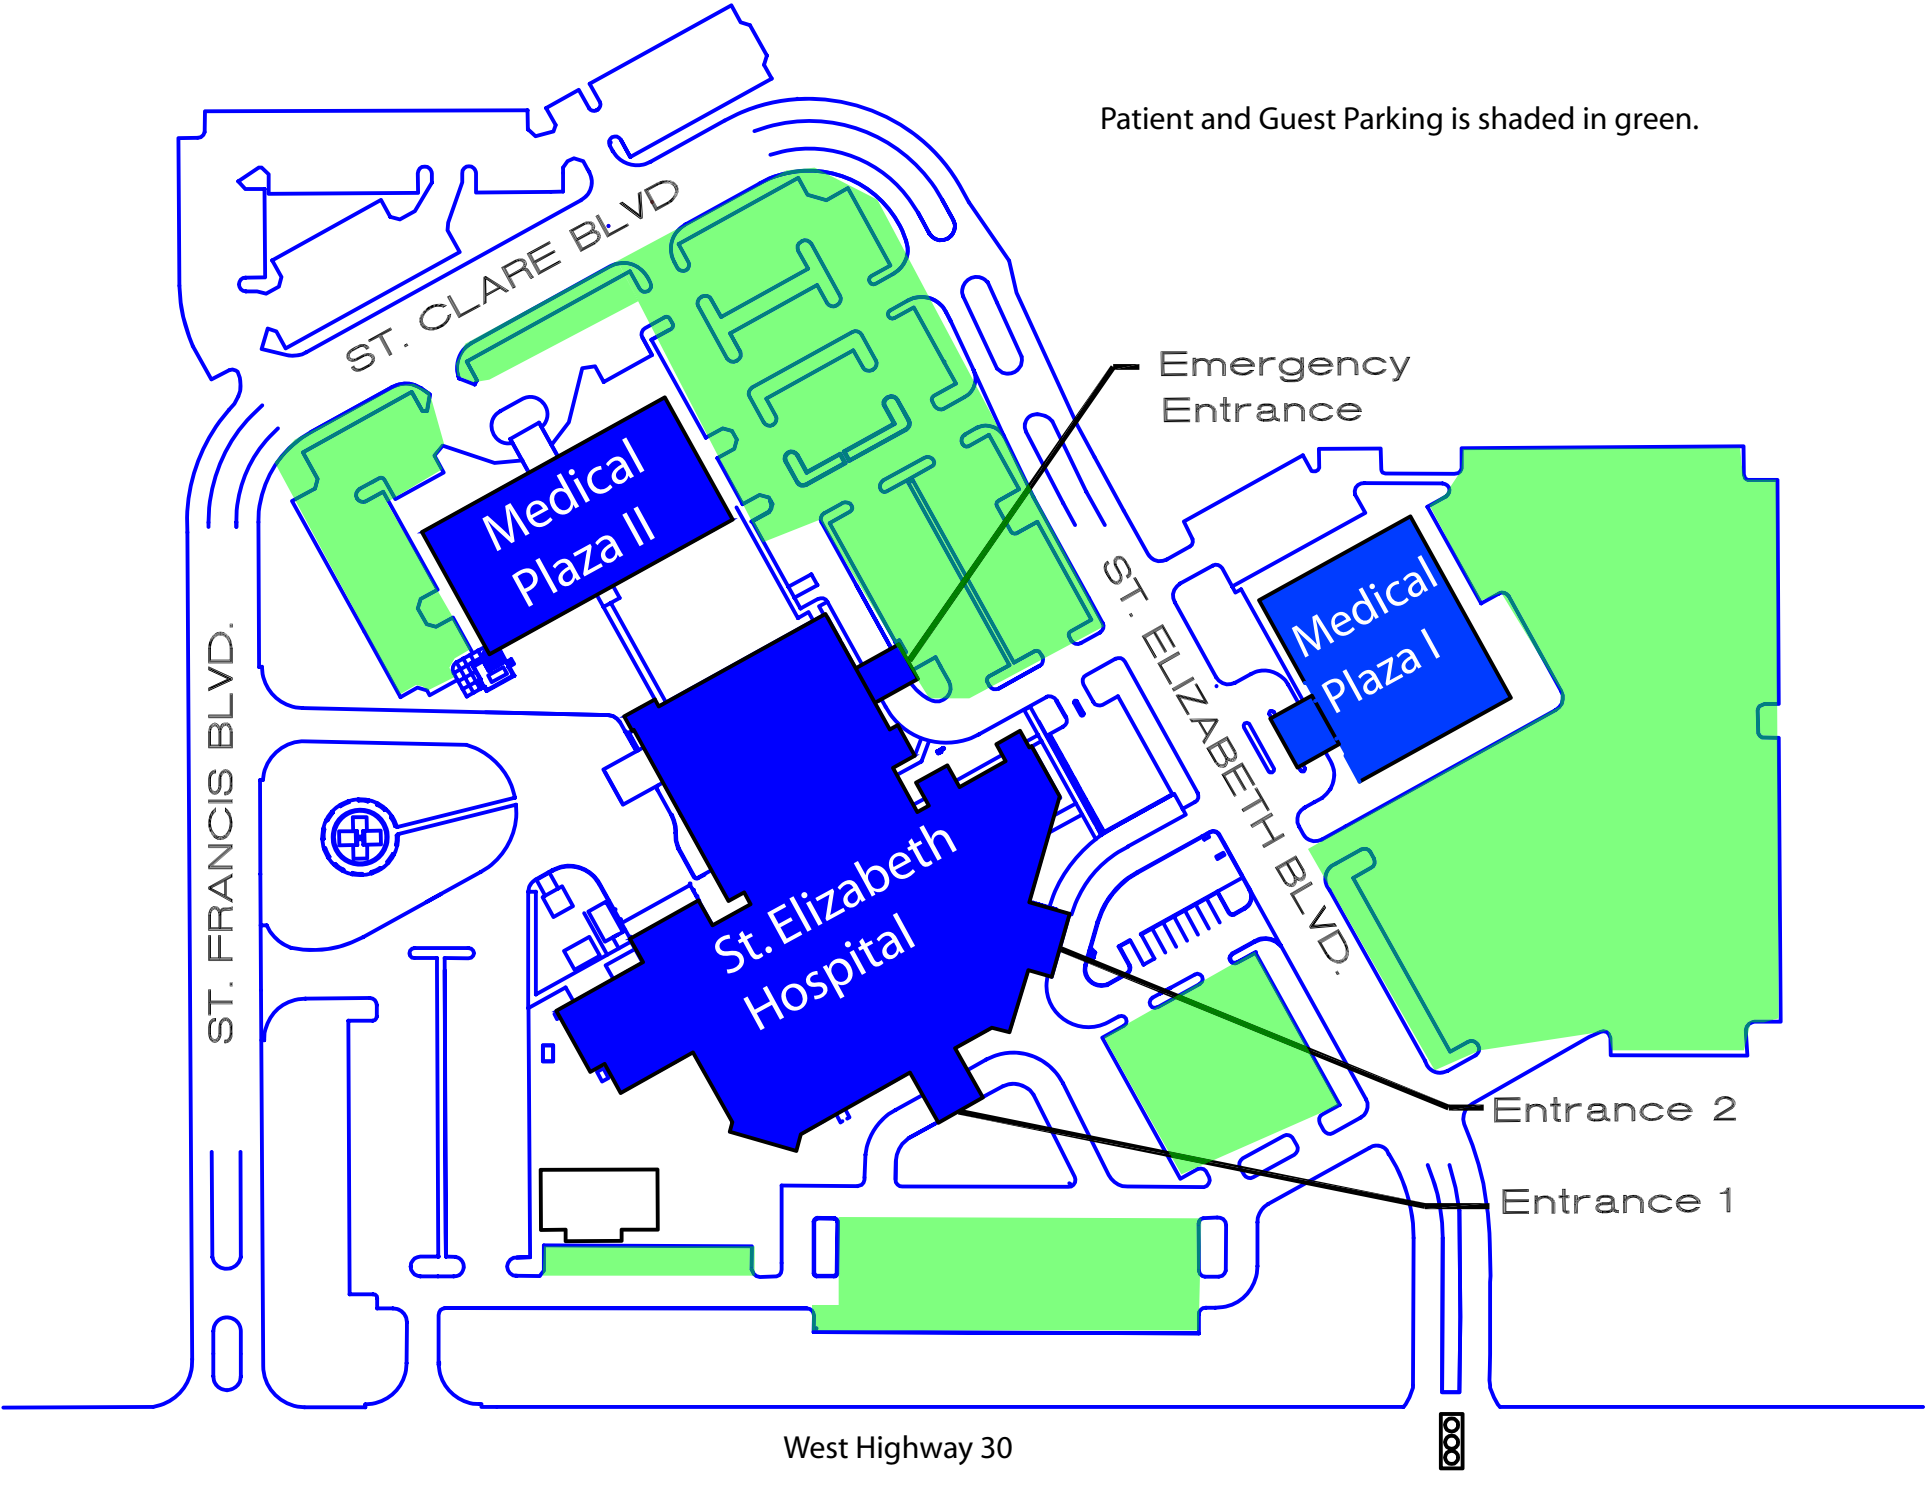 Patient and Guest Parking is shaded in green.
ST. CLARE BLVD
Emergency
Entrance
Medical
Plaza II
Medical
Plaza I
ST. FRANCIS BLVD.
ST. ELIZABETH BLVD.
St. Elizabeth
Hospital
Entrance 2
Entrance 1
West Highway 30